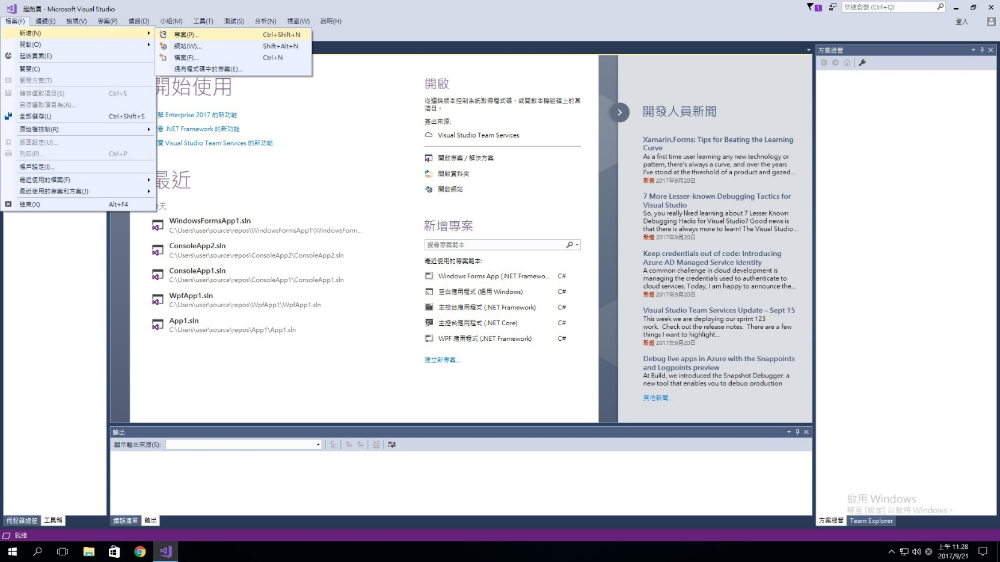 起始頁 - Microsoft Visual Studio
1
快速啟動 (Ctrl+Q)
檔案(F) 編輯(E) 檢視(V) 專案(P) 偵錯(D) 小組(M) 工具(T) 測試(S) 分析(N) 視窗(W) 說明(H)
登入
新增(N)
開啟(O)
起始頁面(E)
關閉(C)
關閉方案(T)
儲存選取項目(S) Ctrl+S
另存選取項目為(A)...
全部儲存(L) Ctrl+Shift+S
原始檔控制(R)
版面設定(U)...
列印(P)... Ctrl+P
帳戶設定(I)...
最近使用的檔案(F)
最近使用的專案和方案(J)
結束(X) Alt+F4
專案(P)... Ctrl+Shift+N
網站(W)... Shift+Alt+N
檔案(F)... Ctrl+N
現有程式碼中的專案(E)...
開始使用
解 Enterprise 2017 的新功能
看 .NET Framework 的新功能
覽 Visual Studio Team Services 的新功能
最近
今天
WindowsFormsApp1.sln
C:\Users\user\source\repos\WindowsFormsApp1\WindowsForm...
ConsoleApp2.sln
C:\Users\user\source\repos\ConsoleApp2\ConsoleApp2.sln
ConsoleApp1.sln
C:\Users\user\source\repos\ConsoleApp1\ConsoleApp1.sln
WpfApp1.sln
C:\Users\user\source\repos\WpfApp1\WpfApp1.sln
App1.sln
C:\Users\user\source\repos\App1\App1.sln
開啟
從遠端版本控制系統取得程式碼，或開啟本機磁碟上的某
項目。
簽出來源:
Visual Studio Team Services
開啟專案 / 解決方案
開啟資料夾
開啟網站
新增專案
搜尋專案範本
最近使用的專案範本:
Windows Forms App (.NET Framewo... C#
空白應用程式 (通用 Windows) C#
主控台應用程式 (.NET Framework) C#
主控台應用程式 (.NET Core) C#
WPF 應用程式 (.NET Framework) C#
建立新專案...
開發人員新聞
Xamarin.Forms: Tips for Beating the Learning
Curve
As a first time user learning any new technology or
pattern, there's always a curve, and over the years
I've stood at the threshold of a product and gazed...
新增 2017年9月20日
7 More Lesser-known Debugging Tactics for
Visual Studio
So, you really liked learning about 7 Lesser Known
Debugging Hacks for Visual Studio? Good news is
that there is always more to learn! The Visual Studio...
新增 2017年9月20日
Keep credentials out of code: Introducing
Azure AD Managed Service Identity
A common challenge in cloud development is
managing the credentials used to authenticate to
cloud services. Today, I am happy to announce the...
新增 2017年9月20日
Visual Studio Team Services Update – Sept 15
This week we are deploying our sprint 123
work.  Check out the release notes.  There are a few
things I want to highlight...
新增 2017年9月20日
Debug live apps in Azure with the Snappoints
and Logpoints preview
At Build, we introduced the Snapshot Debugger: a
new tool that enables you to debug production
其他新聞...
方案總管
輸出
顯示輸出來源(S):
啟用 Windows
移至 [設定] 以啟用 Windows。
伺服器總管 工具箱
錯誤清單 輸出
方案總管 Team Explorer
就緒
上午 11:28
2017/9/21